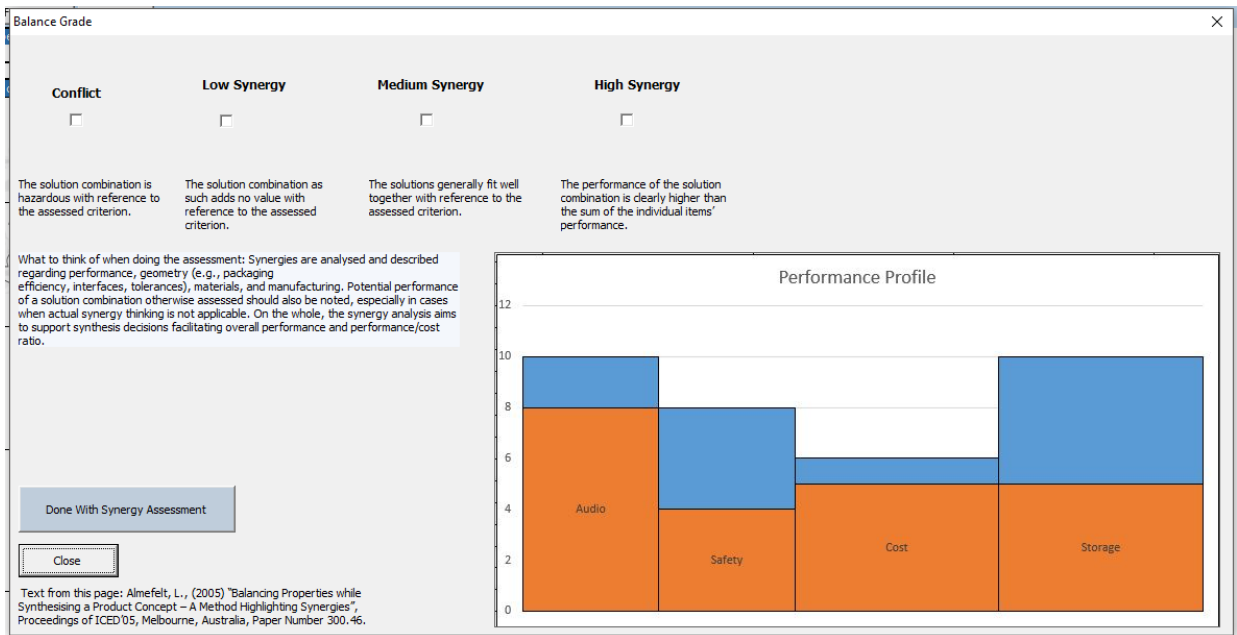 Balance Grade
Conflict
Low Synergy
Medium Synergy
High Synergy
The solution combination is
hazardous with reference to
the assessed criterion.
The solution combination as
such adds no value with
reference to the assessed
criterion.
The solutions generally fit well
together with reference to the
assessed criterion.
The performance of the solution
combination is clearly higher than
the sum of the individual items'
performance.
What to think of when doing the assessment: Synergies are analysed and described
regarding performance, geometry (e.g., packaging
efficiency, interfaces, tolerances), materials, and manufacturing. Potential performance
of a solution combination otherwise assessed should also be noted, especially in cases
when actual synergy thinking is not applicable. On the whole, the synergy analysis aims
to support synthesis decisions facilitating overall performance and performance/cost
ratio.
Performance Profile
12
10
8
6
4
2
0
Audio
Safety
Cost
Storage
Done With Synergy Assessment
Close
Text from this page: Almefelt, L., (2005) "Balancing Properties while
Synthesising a Product Concept – A Method Highlighting Synergies",
Proceedings of ICED'05, Melbourne, Australia, Paper Number 300.46.